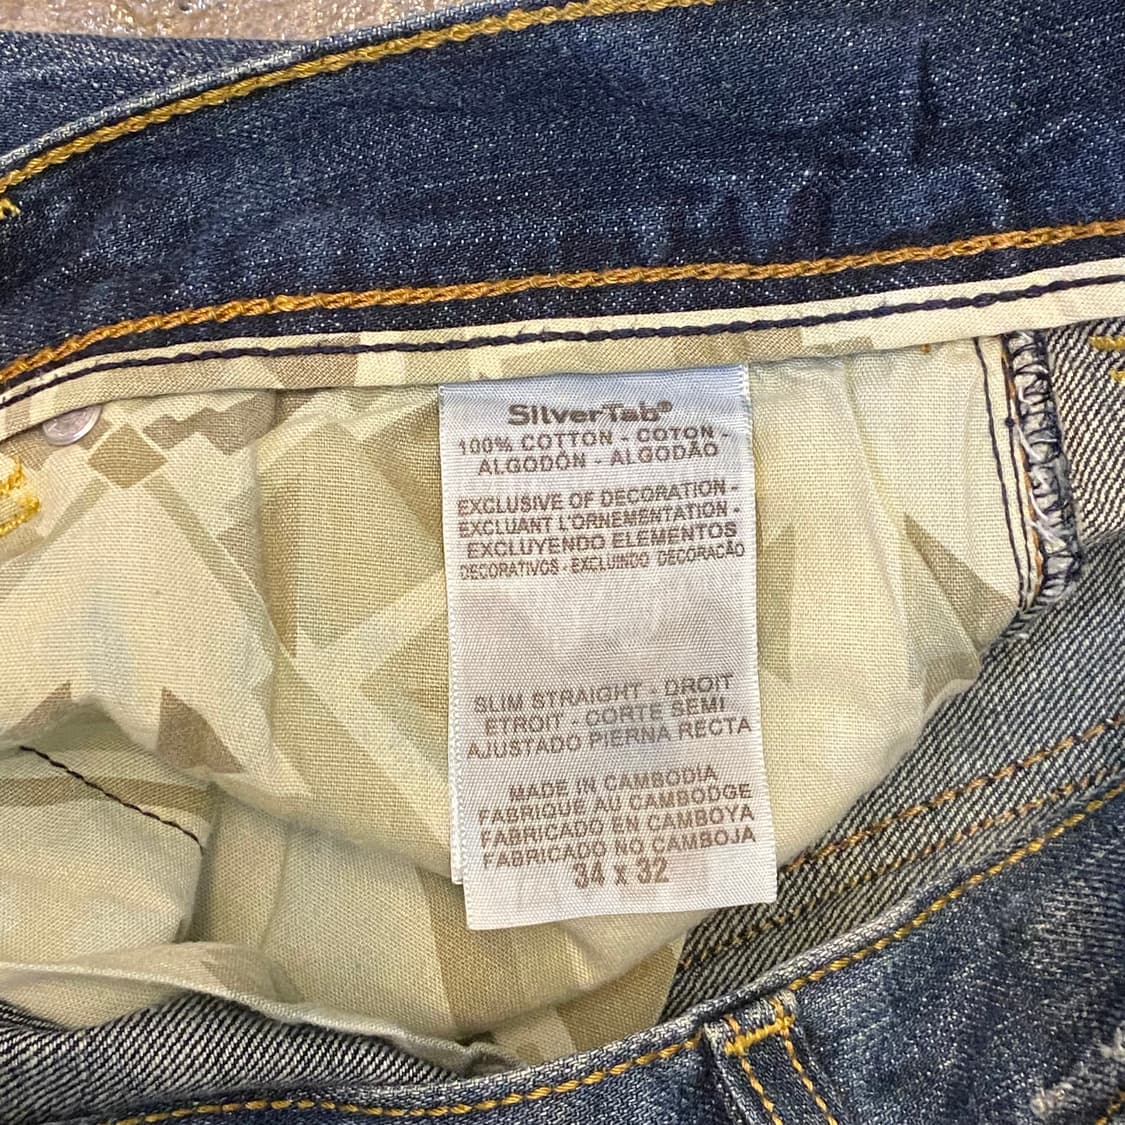 SilverTab®
100% COTTON - COTON -
ALGODÓN - ALGODÃO
EXCLUSIVE OF DECORATION -
EXCLUANT L'ORNEMENTATION -
EXCLUYENDO ELEMENTOS
DECORATIVOS - EXCLUINDO DECORAÇÃO
SLIM STRAIGHT - DROIT
ETROIT - CORTE SEMI
AJUSTADO PIERNA RECTA
MADE IN CAMBODIA
FABRIQUE AU CAMBODGE
FABRICADO EN CAMBOYA
FABRICADO NO CAMBOJA
34 x 32